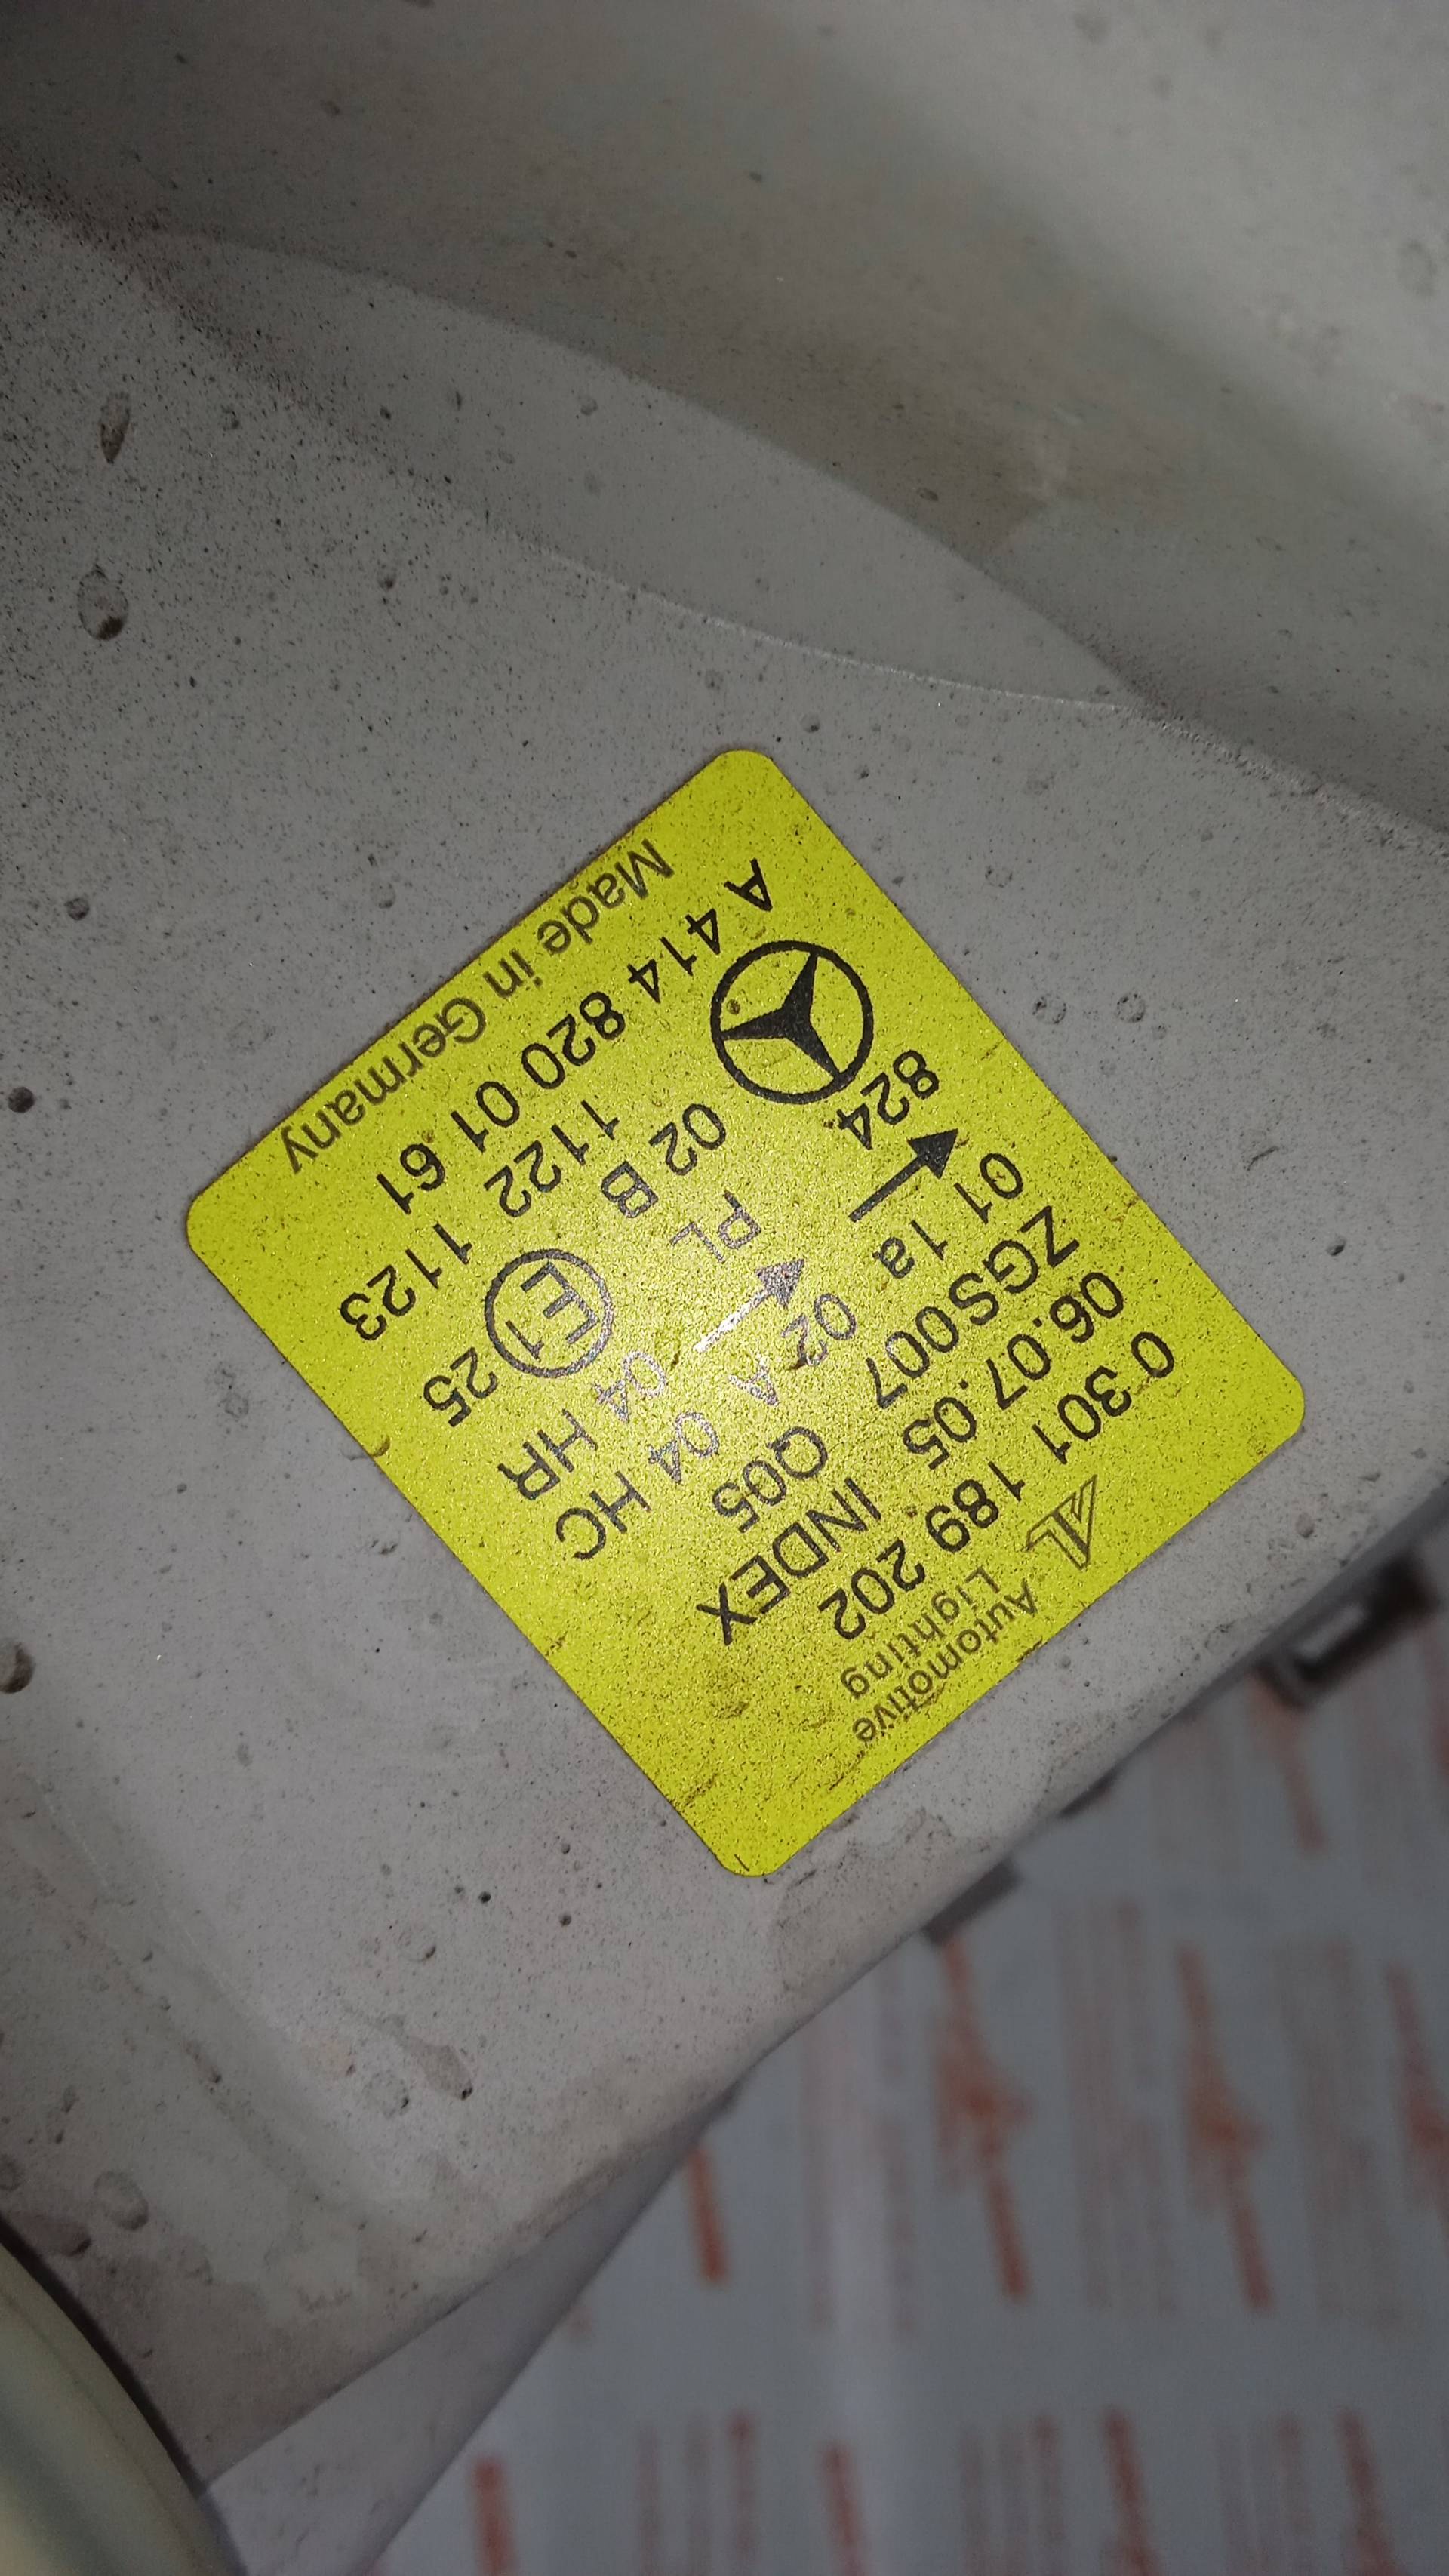 Automotive
Lighting
0 301 189 202
06.07.05 INDEX
ZGS007 Q05
01 1a 02 A 04 HC
824 PL 04 HR
02 B E1 25
1122 1123
A 414 820 01 61
Made in Germany